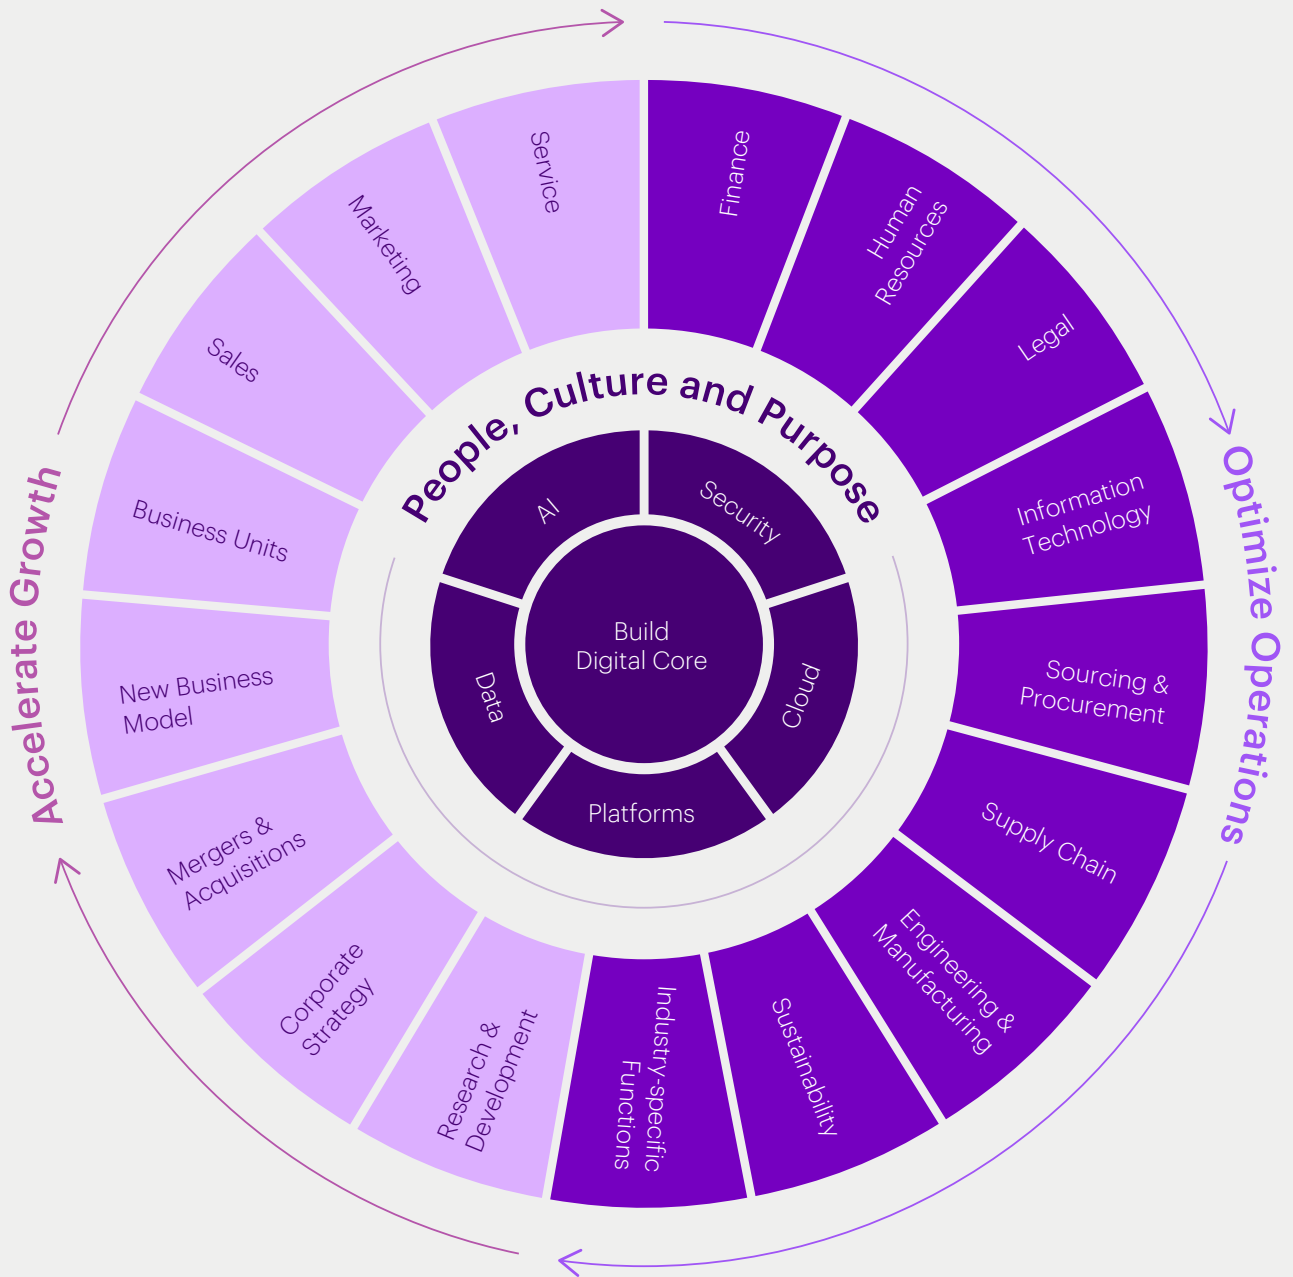 Accelerate Growth
Optimize Operations
Finance
Human
Resources
Legal
Information
Technology
Sourcing &
Procurement
Supply Chain
Engineering &
Manufacturing
Sustainability
Industry-specific
Functions
Research &
Development
Corporate
Strategy
Mergers &
Acquisitions
New Business
Model
Business Units
Sales
Marketing
Service
People, Culture and Purpose
AI
Security
Cloud
Platforms
Data
Build
Digital Core